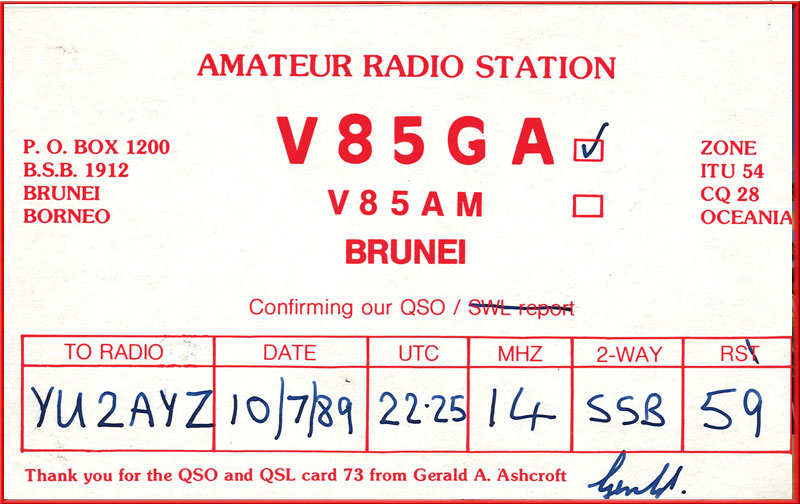 AMATEUR RADIO STATION
V85GA ✓
P. O. BOX 1200
B.S.B. 1912
BRUNEI
BORNEO
ZONE
ITU 54
CQ 28
OCEANIA
V85AM
BRUNEI
Confirming our QSO / SWL report
TO RADIO DATE UTC MHZ 2-WAY RST
YU2AYZ 10/7/89 22·25 14 SSB 59
Thank you for the QSO and QSL card 73 from Gerald A. Ashcroft Gerald.